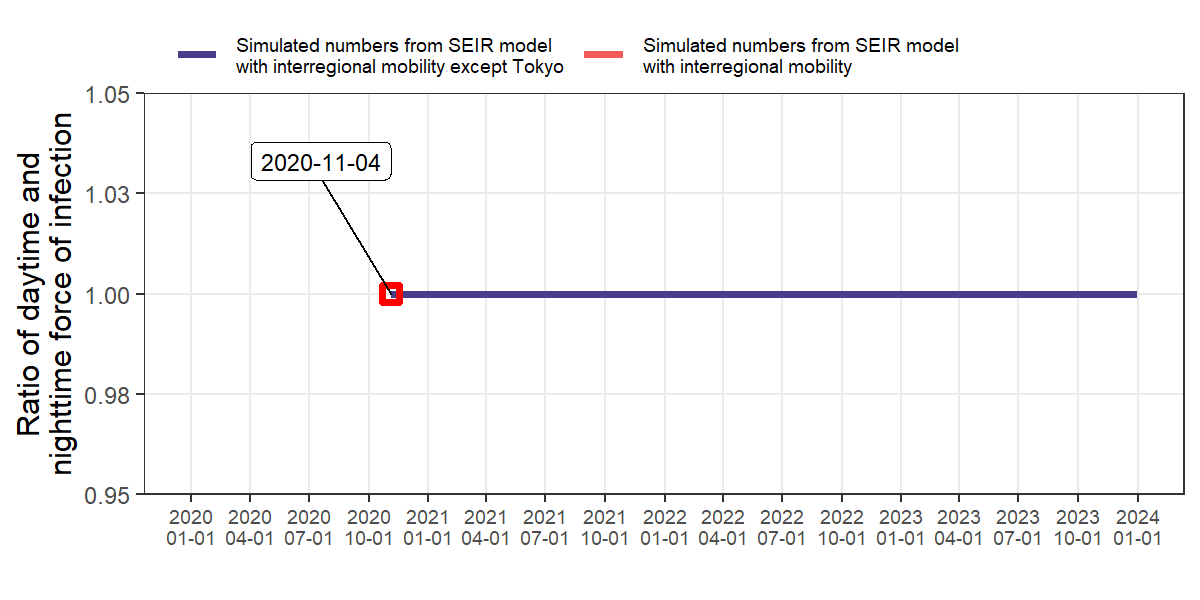 Simulated numbers from SEIR model
with interregional mobility except Tokyo
Simulated numbers from SEIR model
with interregional mobility
Ratio of daytime and
nighttime force of infection
1.05
1.03
1.00
0.98
0.95
2020-11-04
2020 2020 2020 2020 2021 2021 2021 2021 2022 2022 2022 2022 2023 2023 2023 2023 2024
01-01 04-01 07-01 10-01 01-01 04-01 07-01 10-01 01-01 04-01 07-01 10-01 01-01 04-01 07-01 10-01 01-01